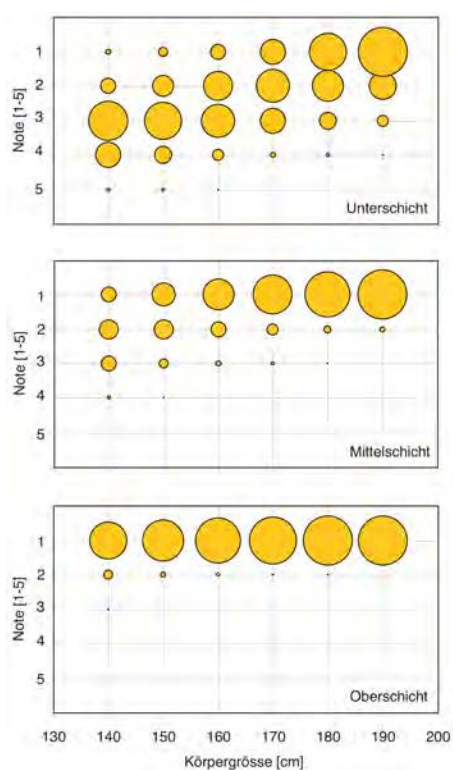 1
2
Note [1-5]
3
4
5
Unterschicht
1
2
Note [1-5]
3
4
5
Mittelschicht
1
2
Note [1-5]
3
4
5
Oberschicht
130 140 150 160 170 180 190 200
Körpergrösse [cm]